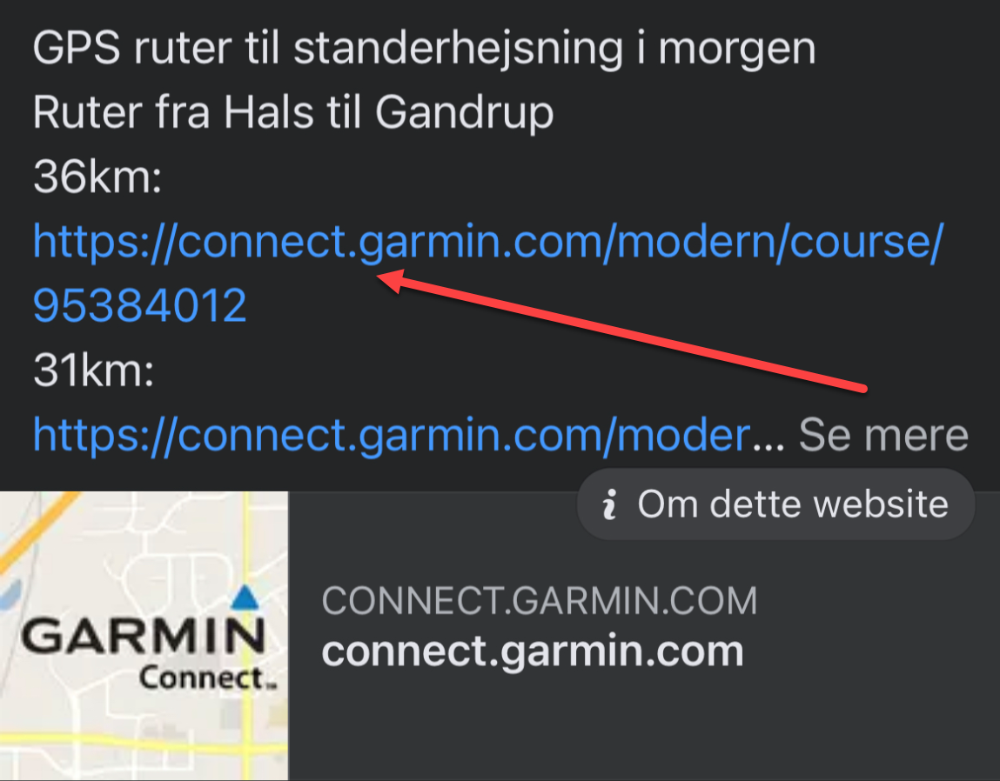 GPS ruter til standerhejsning i morgen
Ruter fra Hals til Gandrup
36km:
https://connect.garmin.com/modern/course/
95384012
31km:
https://connect.garmin.com/moder... Se mere
i Om dette website
GARMIN
Connect™
CONNECT.GARMIN.COM
connect.garmin.com